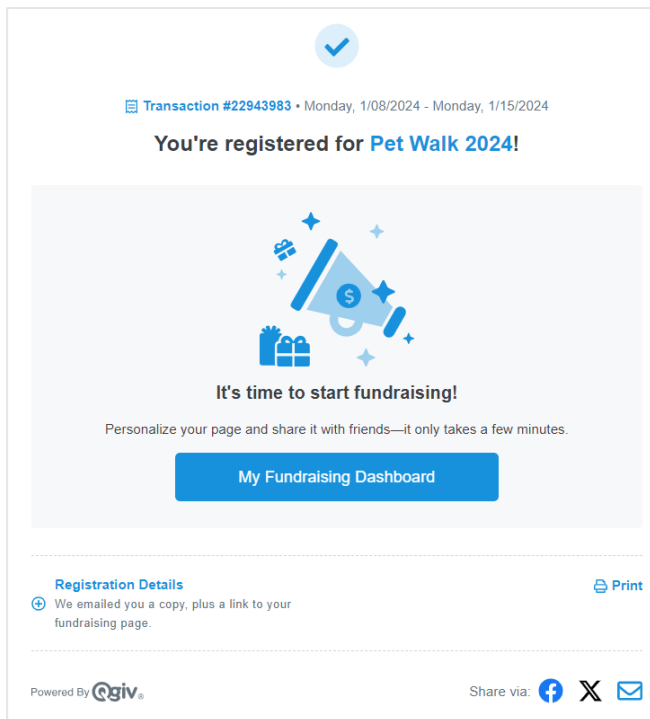 Transaction #22943983 • Monday, 1/08/2024 - Monday, 1/15/2024
You're registered for Pet Walk 2024!
$
It's time to start fundraising!
Personalize your page and share it with friends—it only takes a few minutes.
My Fundraising Dashboard
Registration Details
Print
We emailed you a copy, plus a link to your
fundraising page.
Powered By Qgiv®
Share via: